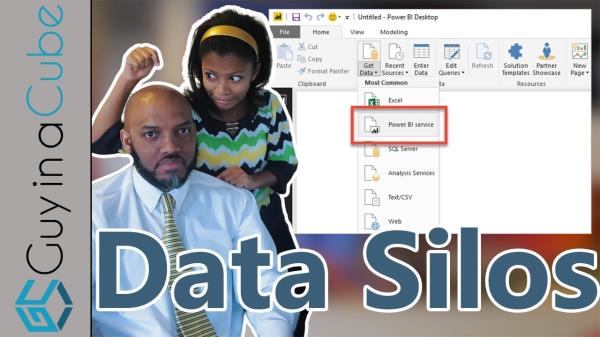 Guy in a Cube
Untitled - Power BI Desktop
File
Home
View
Modeling
Paste
Cut
Copy
Format Painter
Clipboard
Get
Data
Recent
Sources
Enter
Data
Edit
Queries
Refresh
Solution
Templates
Partner
Showcase
New
Page
Resources
Most Common
Excel
Power BI service
SQL Server
Analysis Services
Text/CSV
Web
Data Silos